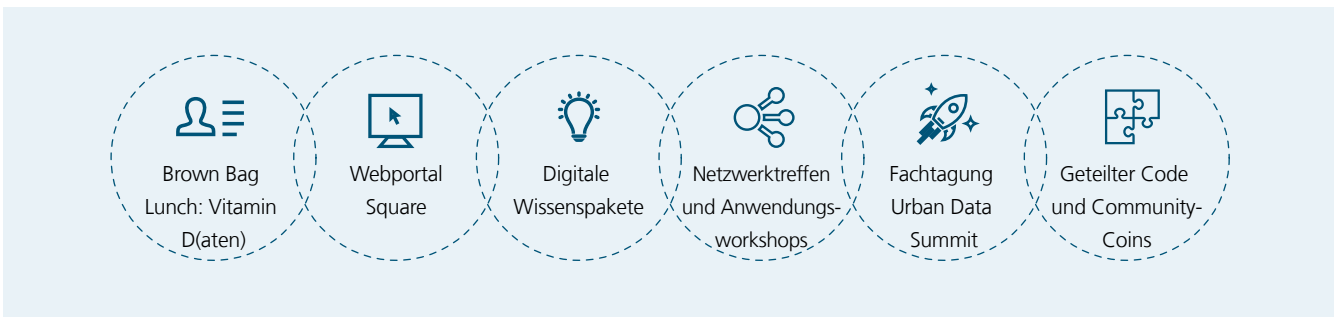 Brown Bag
Lunch: Vitamin
D(aten)
Webportal
Square
Digitale
Wissenspakete
Netzwerktreffen
und Anwendungs-
workshops
Fachtagung
Urban Data
Summit
Geteilter Code
und Community-
Coins